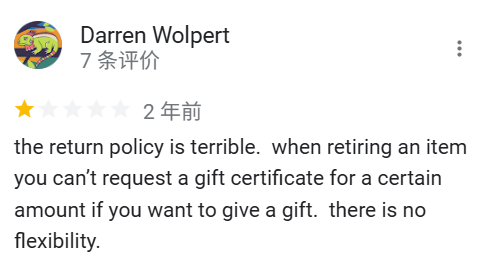 Darren Wolpert
7 条评价
2 年前
the return policy is terrible.  when retiring an item
you can’t request a gift certificate for a certain
amount if you want to give a gift.  there is no
flexibility.